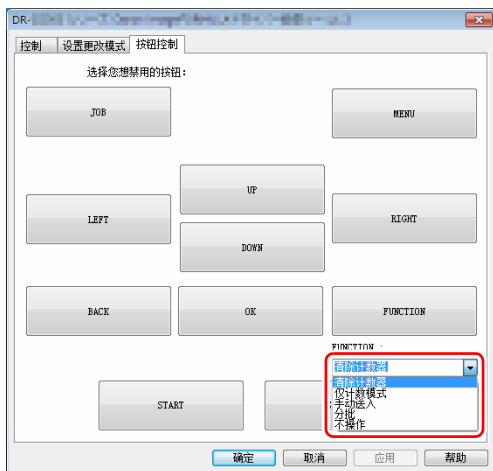 DR-
控制 设置更改模式 按钮控制
选择您想禁用的按钮:
JOB
MENU
UP
LEFT
RIGHT
DOWN
BACK
OK
FUNCTION
FUNCTION :
清除计数器
清除计数器
仅计数模式
手动送入
分批
不操作
START
确定 取消 应用 帮助